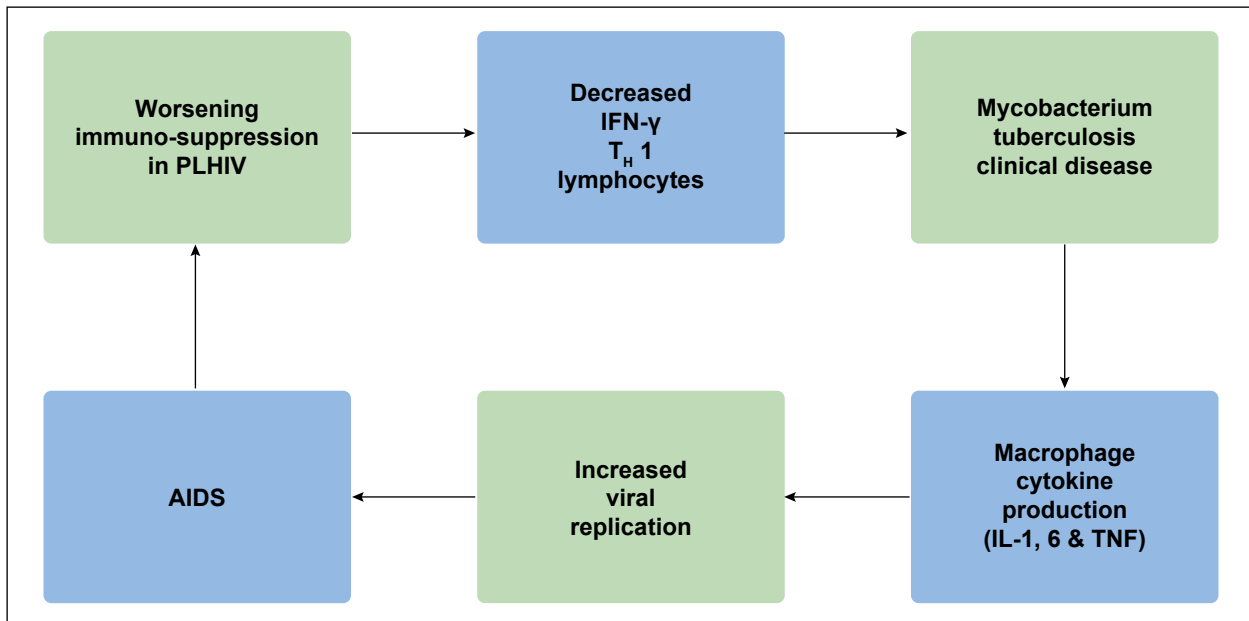 Worsening
immuno-suppression
in PLHIV
Decreased
IFN-γ
TH 1
lymphocytes
Mycobacterium
tuberculosis
clinical disease
AIDS
Increased
viral
replication
Macrophage
cytokine
production
(IL-1, 6 & TNF)